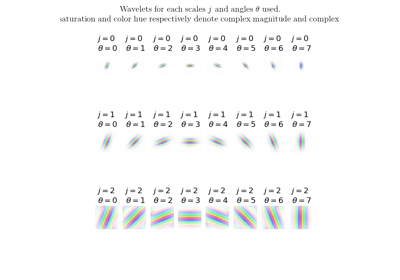 Wavelets for each scales j and angles θ used.
saturation and color hue respectively denote complex magnitude and complex
j = 0 j = 0 j = 0 j = 0 j = 0 j = 0 j = 0 j = 0
θ = 0 θ = 1 θ = 2 θ = 3 θ = 4 θ = 5 θ = 6 θ = 7
j = 1 j = 1 j = 1 j = 1 j = 1 j = 1 j = 1 j = 1
θ = 0 θ = 1 θ = 2 θ = 3 θ = 4 θ = 5 θ = 6 θ = 7
j = 2 j = 2 j = 2 j = 2 j = 2 j = 2 j = 2 j = 2
θ = 0 θ = 1 θ = 2 θ = 3 θ = 4 θ = 5 θ = 6 θ = 7